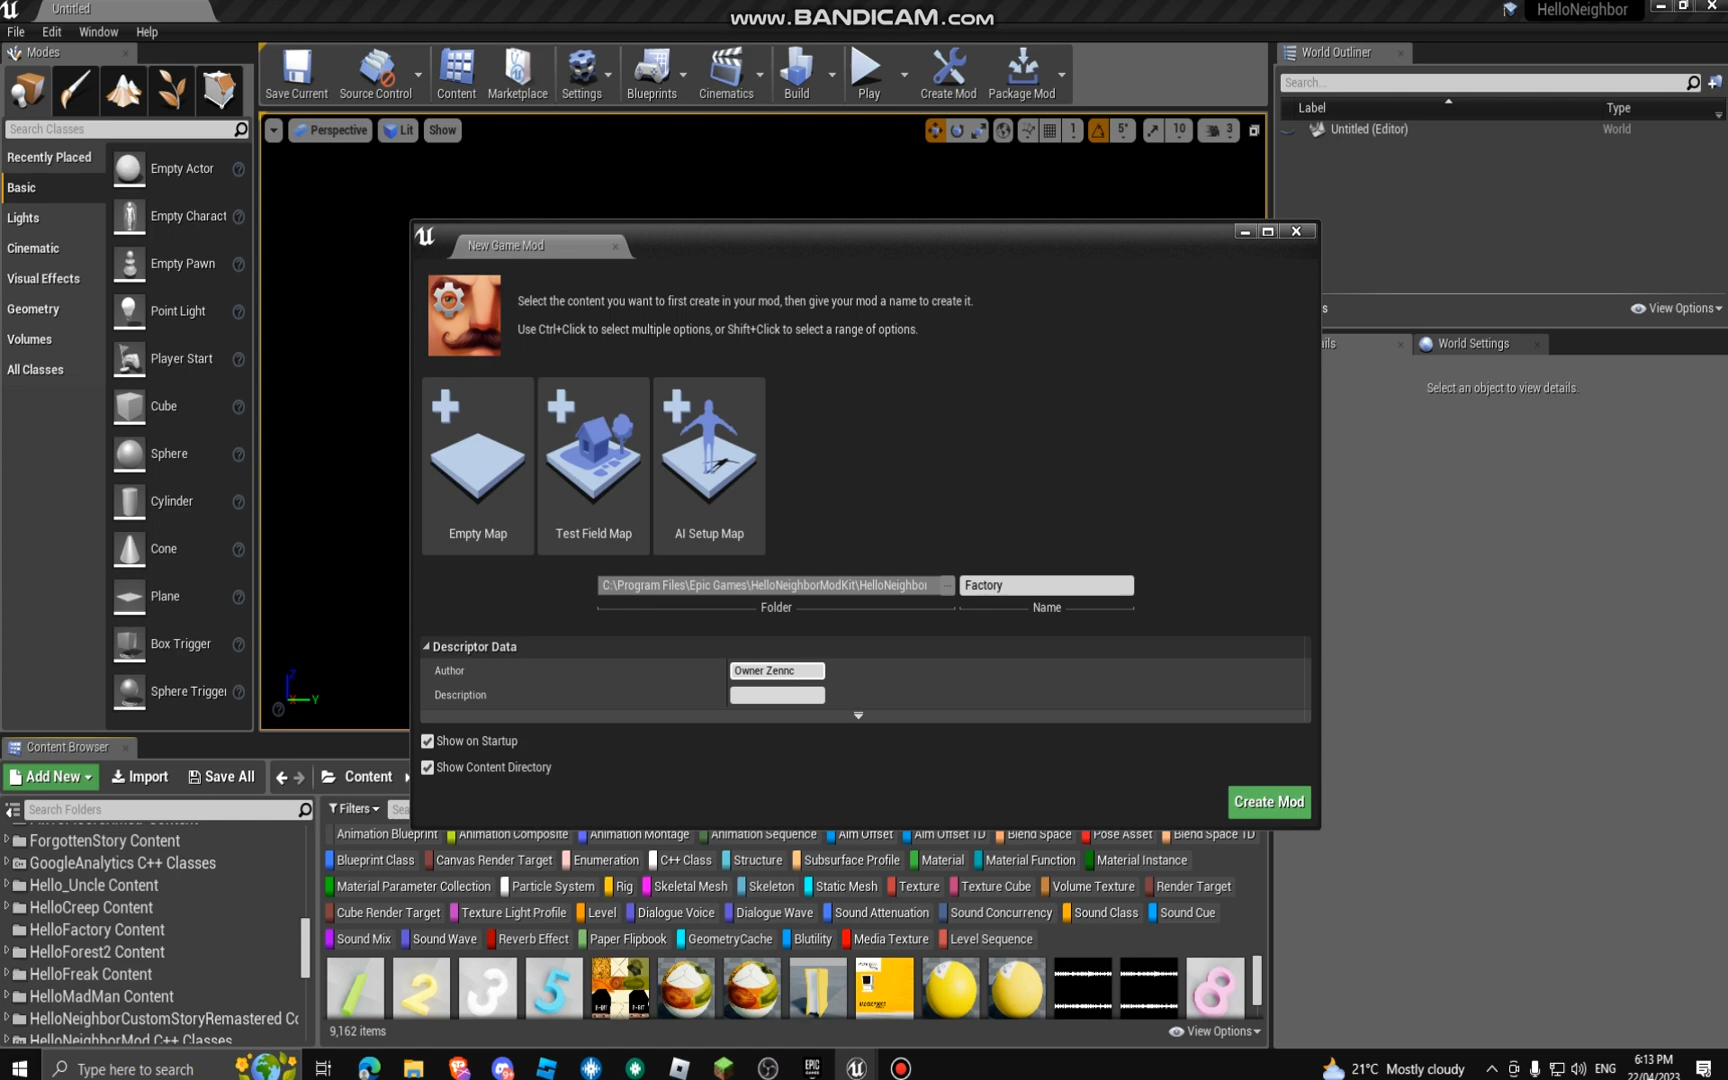 Untitled
www.BANDICAM.com
HelloNeighbor
File Edit Window Help
Modes
Save Current
Source Control
Content
Marketplace
Settings
Blueprints
Cinematics
Build
Play
Create Mod
Package Mod
World Outliner
Search...
Label
Type
Untitled (Editor)
World
Search Classes
Perspective
Lit
Show
1
5°
10
3
Recently Placed
Basic
Lights
Cinematic
Visual Effects
Geometry
Volumes
All Classes
Empty Actor
Empty Charact
Empty Pawn
Point Light
Player Start
Cube
Sphere
Cylinder
Cone
Plane
Box Trigger
Sphere Trigger
New Game Mod
Select the content you want to first create in your mod, then give your mod a name to create it.
Use Ctrl+Click to select multiple options, or Shift+Click to select a range of options.
Empty Map
Test Field Map
AI Setup Map
C:\Program Files\Epic Games\HelloNeighborModKit\HelloNeighbor
Factory
Folder
Name
Descriptor Data
Author
Owner Zennc
Description
Show on Startup
Show Content Directory
Create Mod
View Options
World Settings
Select an object to view details.
Z
Y
Content Browser
Add New
Import
Save All
Content
Search Folders
Filters
ForgottenStory Content
GoogleAnalytics C++ Classes
Hello_Uncle Content
HelloCreep Content
HelloFactory Content
HelloForest2 Content
HelloFreak Content
HelloMadMan Content
HelloNeighborCustomStoryRemastered Co
HelloNeighborMod C++ Classes
Animation Blueprint Animation Composite Animation Montage Animation Sequence Aim Offset Aim Offset 1D Blend Space Pose Asset Blend Space 1D
Blueprint Class Canvas Render Target Enumeration C++ Class Structure Subsurface Profile Material Material Function Material Instance
Material Parameter Collection Particle System Rig Skeletal Mesh Skeleton Static Mesh Texture Texture Cube Volume Texture Render Target
Cube Render Target Texture Light Profile Level Dialogue Voice Dialogue Wave Sound Attenuation Sound Concurrency Sound Class Sound Cue
Sound Mix Sound Wave Reverb Effect Paper Flipbook GeometryCache Blutility Media Texture Level Sequence
9,162 items
View Options
Type here to search
EPIC
21°C Mostly cloudy
ENG
6:13 PM
22/04/2023